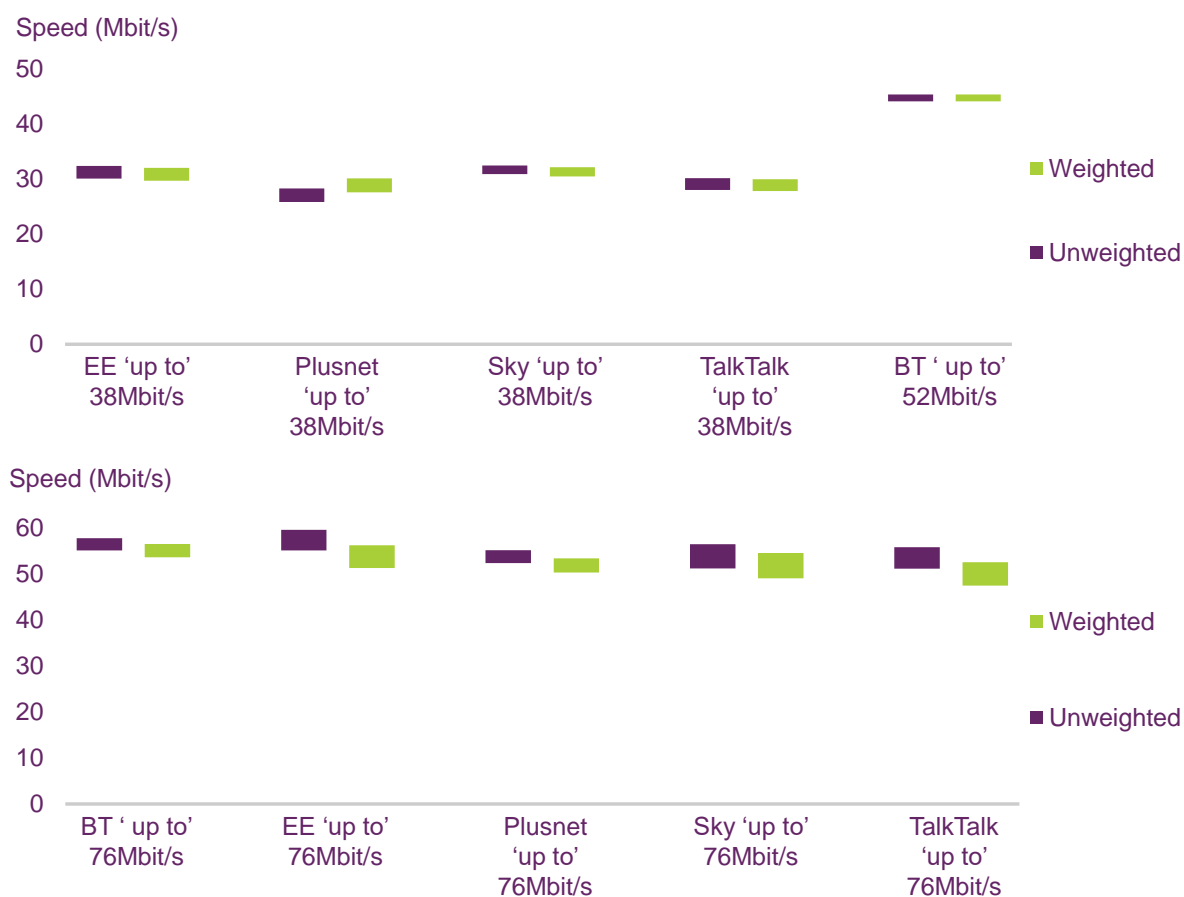 Speed (Mbit/s)
50
40
30
20
10
0
Weighted
Unweighted
EE ‘up to’
38Mbit/s
Plusnet
‘up to’
38Mbit/s
Sky ‘up to’
38Mbit/s
TalkTalk
‘up to’
38Mbit/s
BT ‘ up to’
52Mbit/s
Speed (Mbit/s)
60
50
40
30
20
10
0
Weighted
Unweighted
BT ‘ up to’
76Mbit/s
EE ‘up to’
76Mbit/s
Plusnet
‘up to’
76Mbit/s
Sky ‘up to’
76Mbit/s
TalkTalk
‘up to’
76Mbit/s